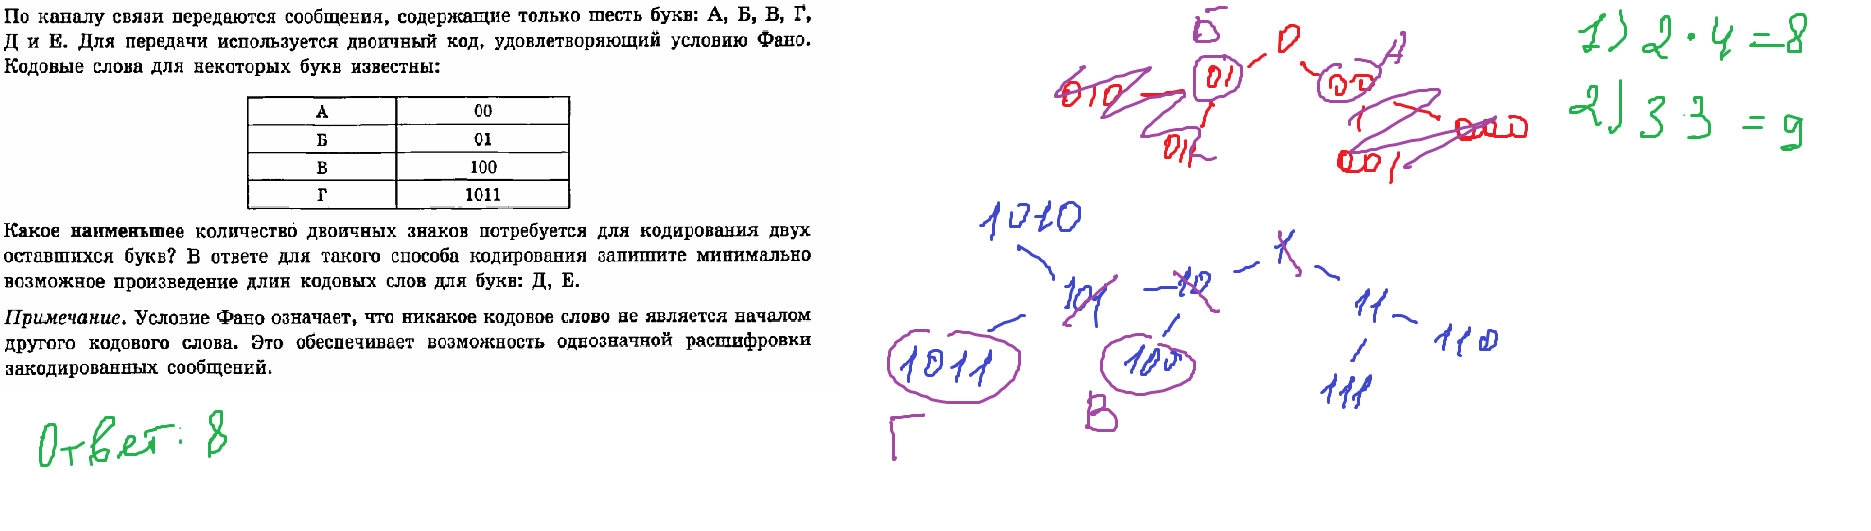 По каналу связи передаются сообщения, содержащие только шесть букв: А, Б, В, Г,
Д и Е. Для передачи используется двоичный код, удовлетворяющий условию Фано.
Кодовые слова для некоторых букв известны:
А 00
Б 01
В 100
Г 1011
Какое наименьшее количество двоичных знаков потребуется для кодирования двух
оставшихся букв? В ответе для такого способа кодирования запишите минимально
возможное произведение длин кодовых слов для букв: Д, Е.
Примечание. Условие Фано означает, что никакое кодовое слово не является началом
другого кодового слова. Это обеспечивает возможность однозначной расшифровки
закодированных сообщений.
Ответ: 8
Б
0
А
01
00
010
000
011
001
1010
1
101
10
11
110
1011
100
111
Г
В
1) 2 · 4 = 8
2) 3 · 3 = 9